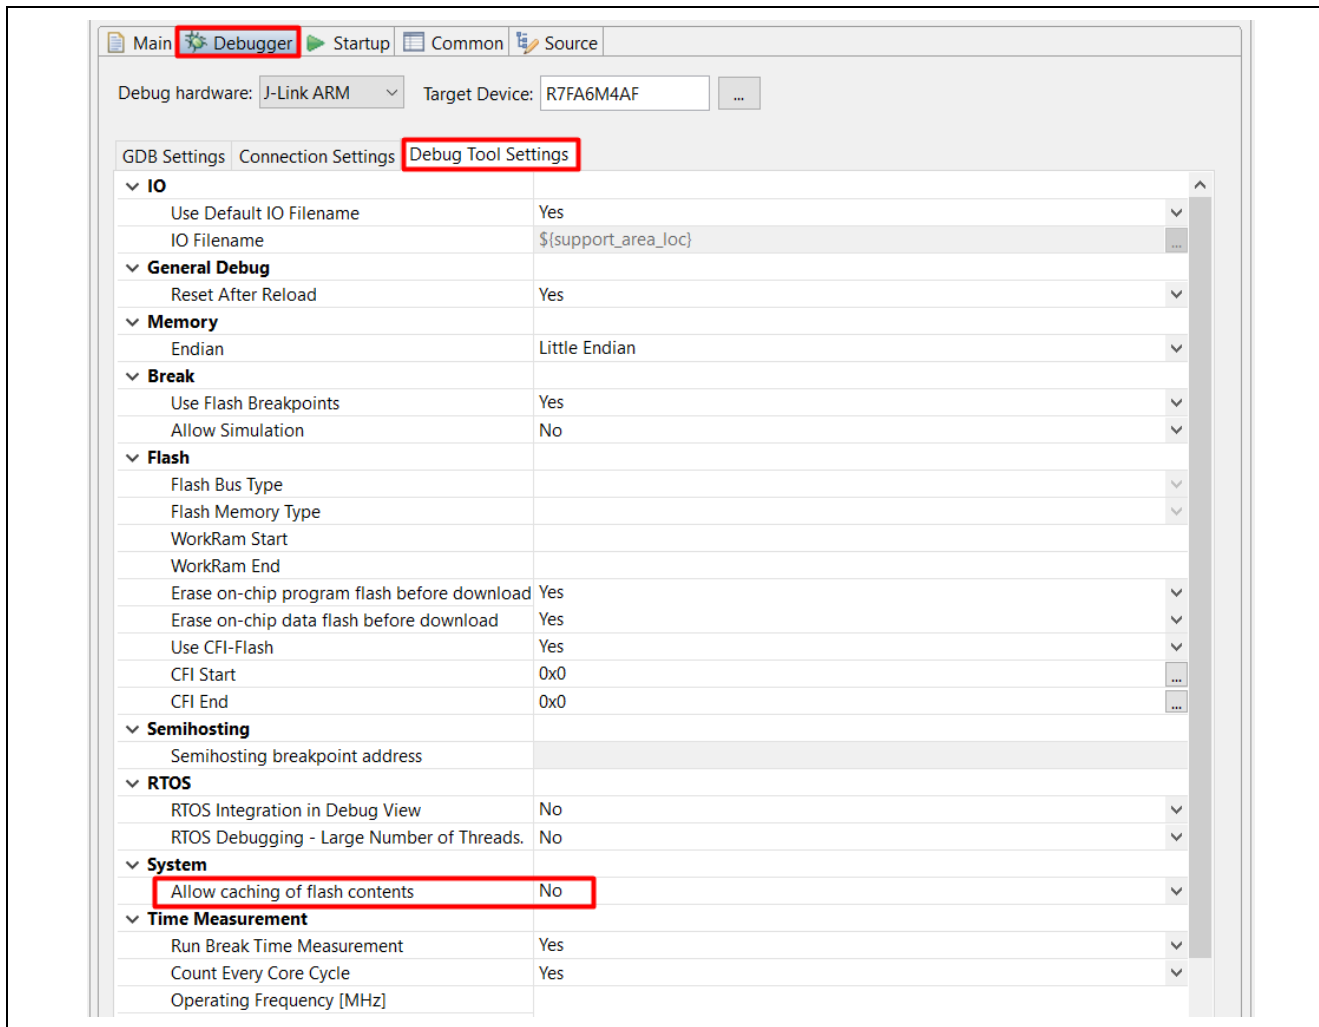 Main Debugger Startup Common Source
Debug hardware: J-Link ARM Target Device: R7FA6M4AF ...
GDB Settings Connection Settings Debug Tool Settings
IO
Use Default IO Filename Yes
IO Filename ${support_area_loc} ...
General Debug
Reset After Reload Yes
Memory
Endian Little Endian
Break
Use Flash Breakpoints Yes
Allow Simulation No
Flash
Flash Bus Type
Flash Memory Type
WorkRam Start
WorkRam End
Erase on-chip program flash before download Yes
Erase on-chip data flash before download Yes
Use CFI-Flash Yes
CFI Start 0x0 ...
CFI End 0x0 ...
Semihosting
Semihosting breakpoint address
RTOS
RTOS Integration in Debug View No
RTOS Debugging - Large Number of Threads. No
System
Allow caching of flash contents No
Time Measurement
Run Break Time Measurement Yes
Count Every Core Cycle Yes
Operating Frequency [MHz]